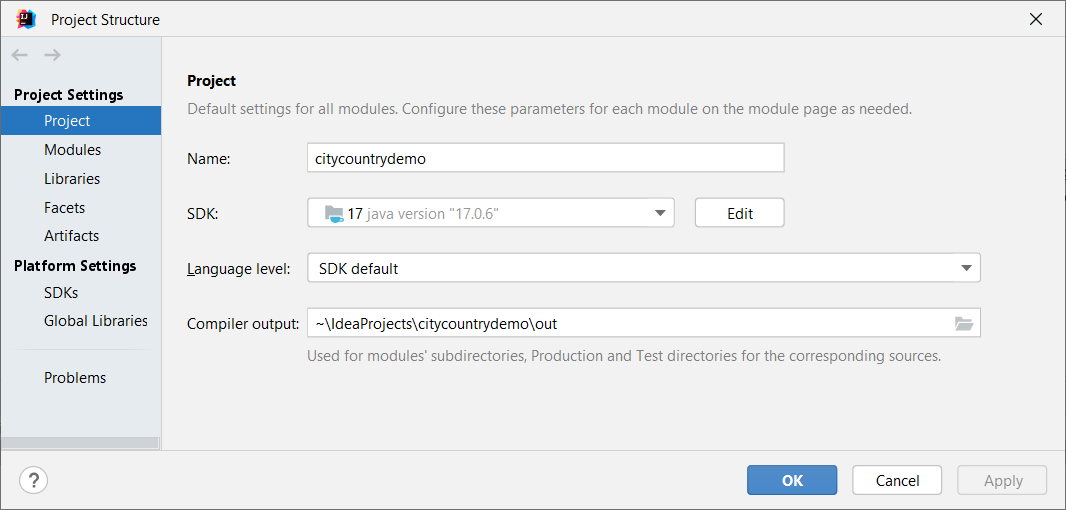 Project Structure
Project Settings
Project
Modules
Libraries
Facets
Artifacts
Platform Settings
SDKs
Global Libraries
Problems
Project
Default settings for all modules. Configure these parameters for each module on the module page as needed.
Name: citycountrydemo
SDK: 17 java version "17.0.6" Edit
Language level: SDK default
Compiler output: ~\IdeaProjects\citycountrydemo\out
Used for modules' subdirectories, Production and Test directories for the corresponding sources.
? OK Cancel Apply